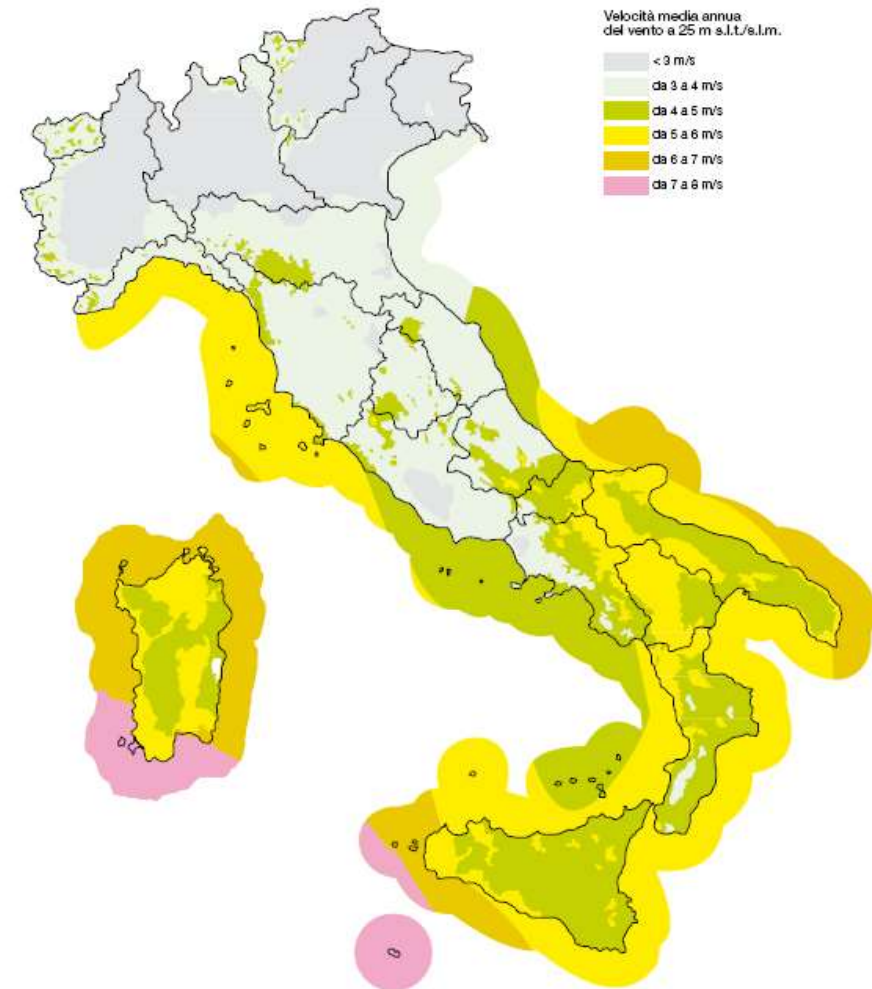 Velocità media annua
del vento a 25 m s.l.t./s.l.m.
< 3 m/s
da 3 a 4 m/s
da 4 a 5 m/s
da 5 a 6 m/s
da 6 a 7 m/s
da 7 a 8 m/s